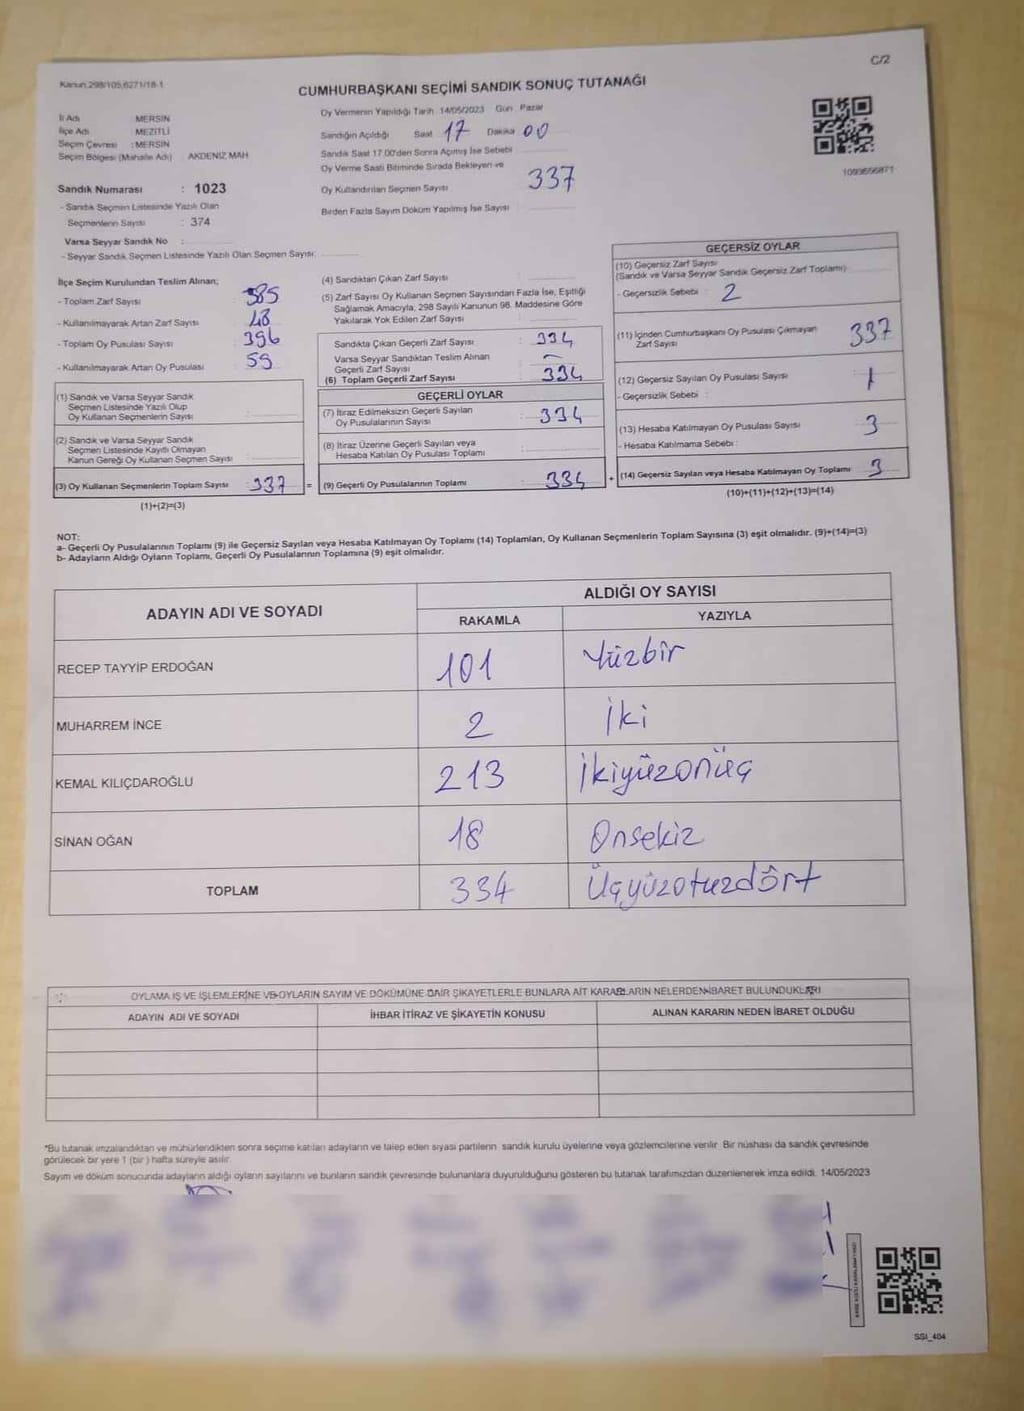 Kanun 298/105,6271/18-1
C/2
CUMHURBAŞKANI SEÇİMİ SANDIK SONUÇ TUTANAĞI
İl Adı MERSİN
İlçe Adı MEZİTLİ
Seçim Çevresi : MERSİN
Seçim Bölgesi (Mahalle Adı) AKDENİZ MAH
Sandık Numarası : 1023
- Sandık Seçmen Listesinde Yazılı Olan
Seçmenlerin Sayısı : 374
Varsa Seyyar Sandık No :
- Seyyar Sandık Seçmen Listesinde Yazılı Olan Seçmen Sayısı:
Oy Vermenin Yapıldığı Tarih 14/05/2023 Gün Pazar
Sandığın Açıldığı Saat 17 Dakika 00
Sandık Saat 17.00'den Sonra Açımış İse Sebebi
Oy Verme Saati Bitiminde Sırada Bekleyen ve
Oy Kullandırılan Seçmen Sayısı 337
Birden Fazla Sayım Döküm Yapılmış İse Sayısı :
1099656871
İlçe Seçim Kurulundan Teslim Alınan;
- Toplam Zarf Sayısı 385
- Kullanılmayarak Artan Zarf Sayısı 48
- Toplam Oy Pusulası Sayısı 396
- Kullanılmayarak Artan Oy Pusulası 59
(1) Sandık ve Varsa Seyyar Sandık
Seçmen Listesinde Yazılı Olup
Oy Kullanan Seçmenlerin Sayısı :
(2) Sandık ve Varsa Seyyar Sandık
Seçmen Listesinde Kayıtlı Olmayan
Kanun Gereği Oy Kullanan Seçmen Sayısı :
(3) Oy Kullanan Seçmenlerin Toplam Sayısı : 337 =
(1)+(2)=(3)
(4) Sandıktan Çıkan Zarf Sayısı :
(5) Zarf Sayısı Oy Kullanan Seçmen Sayısından Fazla İse, Eşitliği
Sağlamak Amacıyla, 298 Sayılı Kanunun 98. Maddesine Göre
Yakılarak Yok Edilen Zarf Sayısı :
Sandıkta Çıkan Geçerli Zarf Sayısı : 334
Varsa Seyyar Sandıktan Teslim Alınan
Geçerli Zarf Sayısı : -
(6) Toplam Geçerli Zarf Sayısı : 334
GEÇERLİ OYLAR
(7) İtiraz Edilmeksizin Geçerli Sayılan
Oy Pusulalarının Sayısı : 334
(8) İtiraz Üzerine Geçerli Sayılan veya
Hesaba Katılan Oy Pusulası Toplamı :
(9) Geçerli Oy Pusulalarının Toplamı : 334 +
GEÇERSİZ OYLAR
(10) Geçersiz Zarf Sayısı
(Sandık ve Varsa Seyyar Sandık Geçersiz Zarf Toplamı)
- Geçersizlik Sebebi : 2
(11) İçinden Cumhurbaşkanı Oy Pusulası Çıkmayan
Zarf Sayısı 337
(12) Geçersiz Sayılan Oy Pusulası Sayısı : 1
- Geçersizlik Sebebi :
(13) Hesaba Katılmayan Oy Pusulası Sayısı : 3
- Hesaba Katılmama Sebebi :
(14) Geçersiz Sayılan veya Hesaba Katılmayan Oy Toplamı : 3
(10)+(11)+(12)+(13)=(14)
NOT:
a- Geçerli Oy Pusulalarının Toplamı (9) ile Geçersiz Sayılan veya Hesaba Katılmayan Oy Toplamı (14) Toplamları, Oy Kullanan Seçmenlerin Toplam Sayısına (3) eşit olmalıdır. (9)+(14)=(3)
b- Adayların Aldığı Oyların Toplamı, Geçerli Oy Pusulalarının Toplamına (9) eşit olmalıdır.
ADAYIN ADI VE SOYADI
ALDIĞI OY SAYISI
RAKAMLA YAZIYLA
RECEP TAYYİP ERDOĞAN 101 Yüzbir
MUHARREM İNCE 2 İki
KEMAL KILIÇDAROĞLU 213 İkiyüzonüç
SİNAN OĞAN 18 Onsekiz
TOPLAM 334 Üçyüzotuzdört
OYLAMA İŞ VE İŞLEMLERİNE VE OYLARIN SAYIM VE DÖKÜMÜNE DAİR ŞİKAYETLERLE BUNLARA AİT KARARLARIN NELERDEN İBARET BULUNDUKLARI
ADAYIN ADI VE SOYADI İHBAR İTİRAZ VE ŞİKAYETİN KONUSU ALINAN KARARIN NEDEN İBARET OLDUĞU
*Bu tutanak imzalandıktan ve mühürlendikten sonra seçime katılan adayların ve talep eden siyasi partilerin sandık kurulu üyelerine veya gözlemcilerine verilir. Bir nüshası da sandık çevresinde
görülecek bir yere 1 (bir) hafta süreyle asılır.
Sayım ve döküm sonucunda adayların aldığı oyların sayılarını ve bunların sandık çevresinde bulunanlara duyurulduğunu gösteren bu tutanak tarafımızdan düzenlenerek imza edildi. 14/05/2023
SSI_404